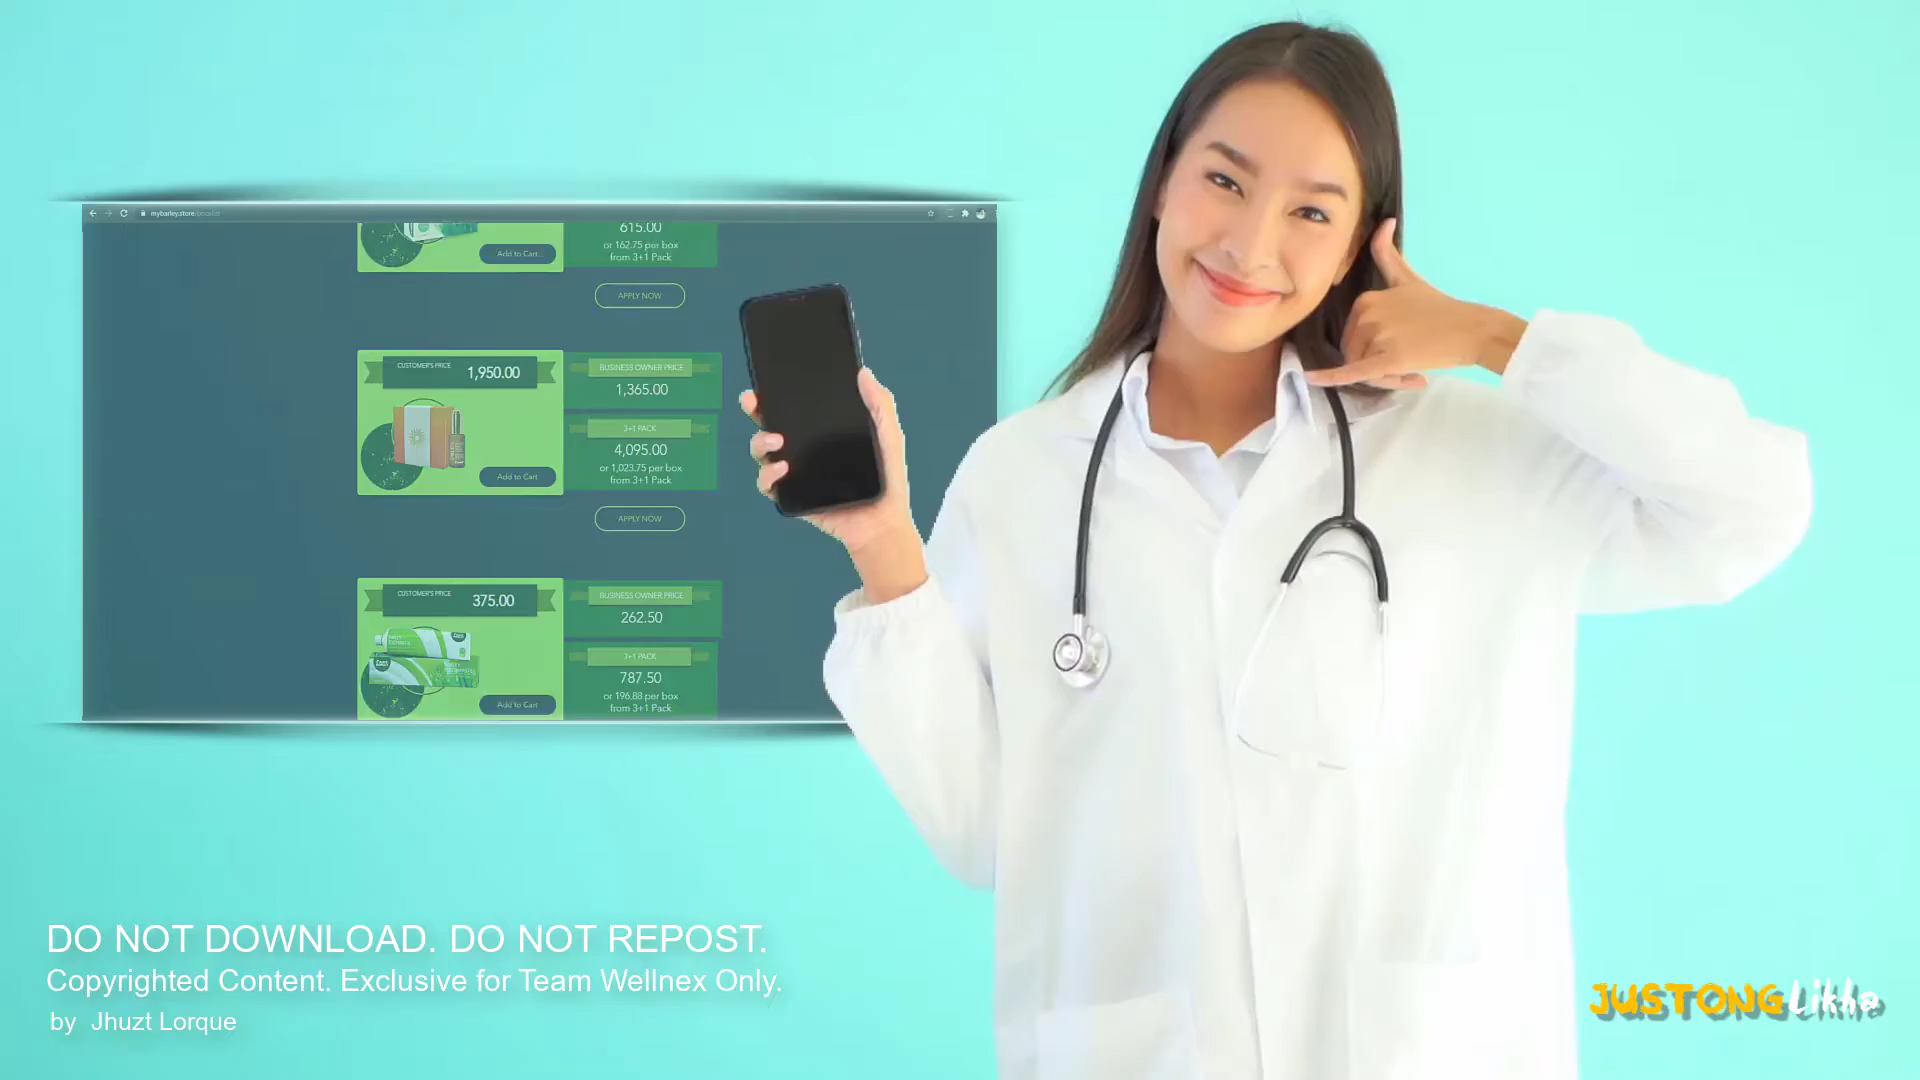 mybarley.store/pricelist
615.00
or 162.75 per box
from 3+1 Pack
Add to Cart
APPLY NOW
CUSTOMER'S PRICE
1,950.00
BUSINESS OWNER PRICE
1,365.00
3+1 PACK
4,095.00
or 1,023.75 per box
from 3+1 Pack
Add to Cart
APPLY NOW
CUSTOMER'S PRICE
375.00
BUSINESS OWNER PRICE
262.50
3+1 PACK
787.50
or 196.88 per box
from 3+1 Pack
Add to Cart
DO NOT DOWNLOAD. DO NOT REPOST.
Copyrighted Content. Exclusive for Team Wellnex Only.
by Jhuzt Lorque
JUSTONG Likha